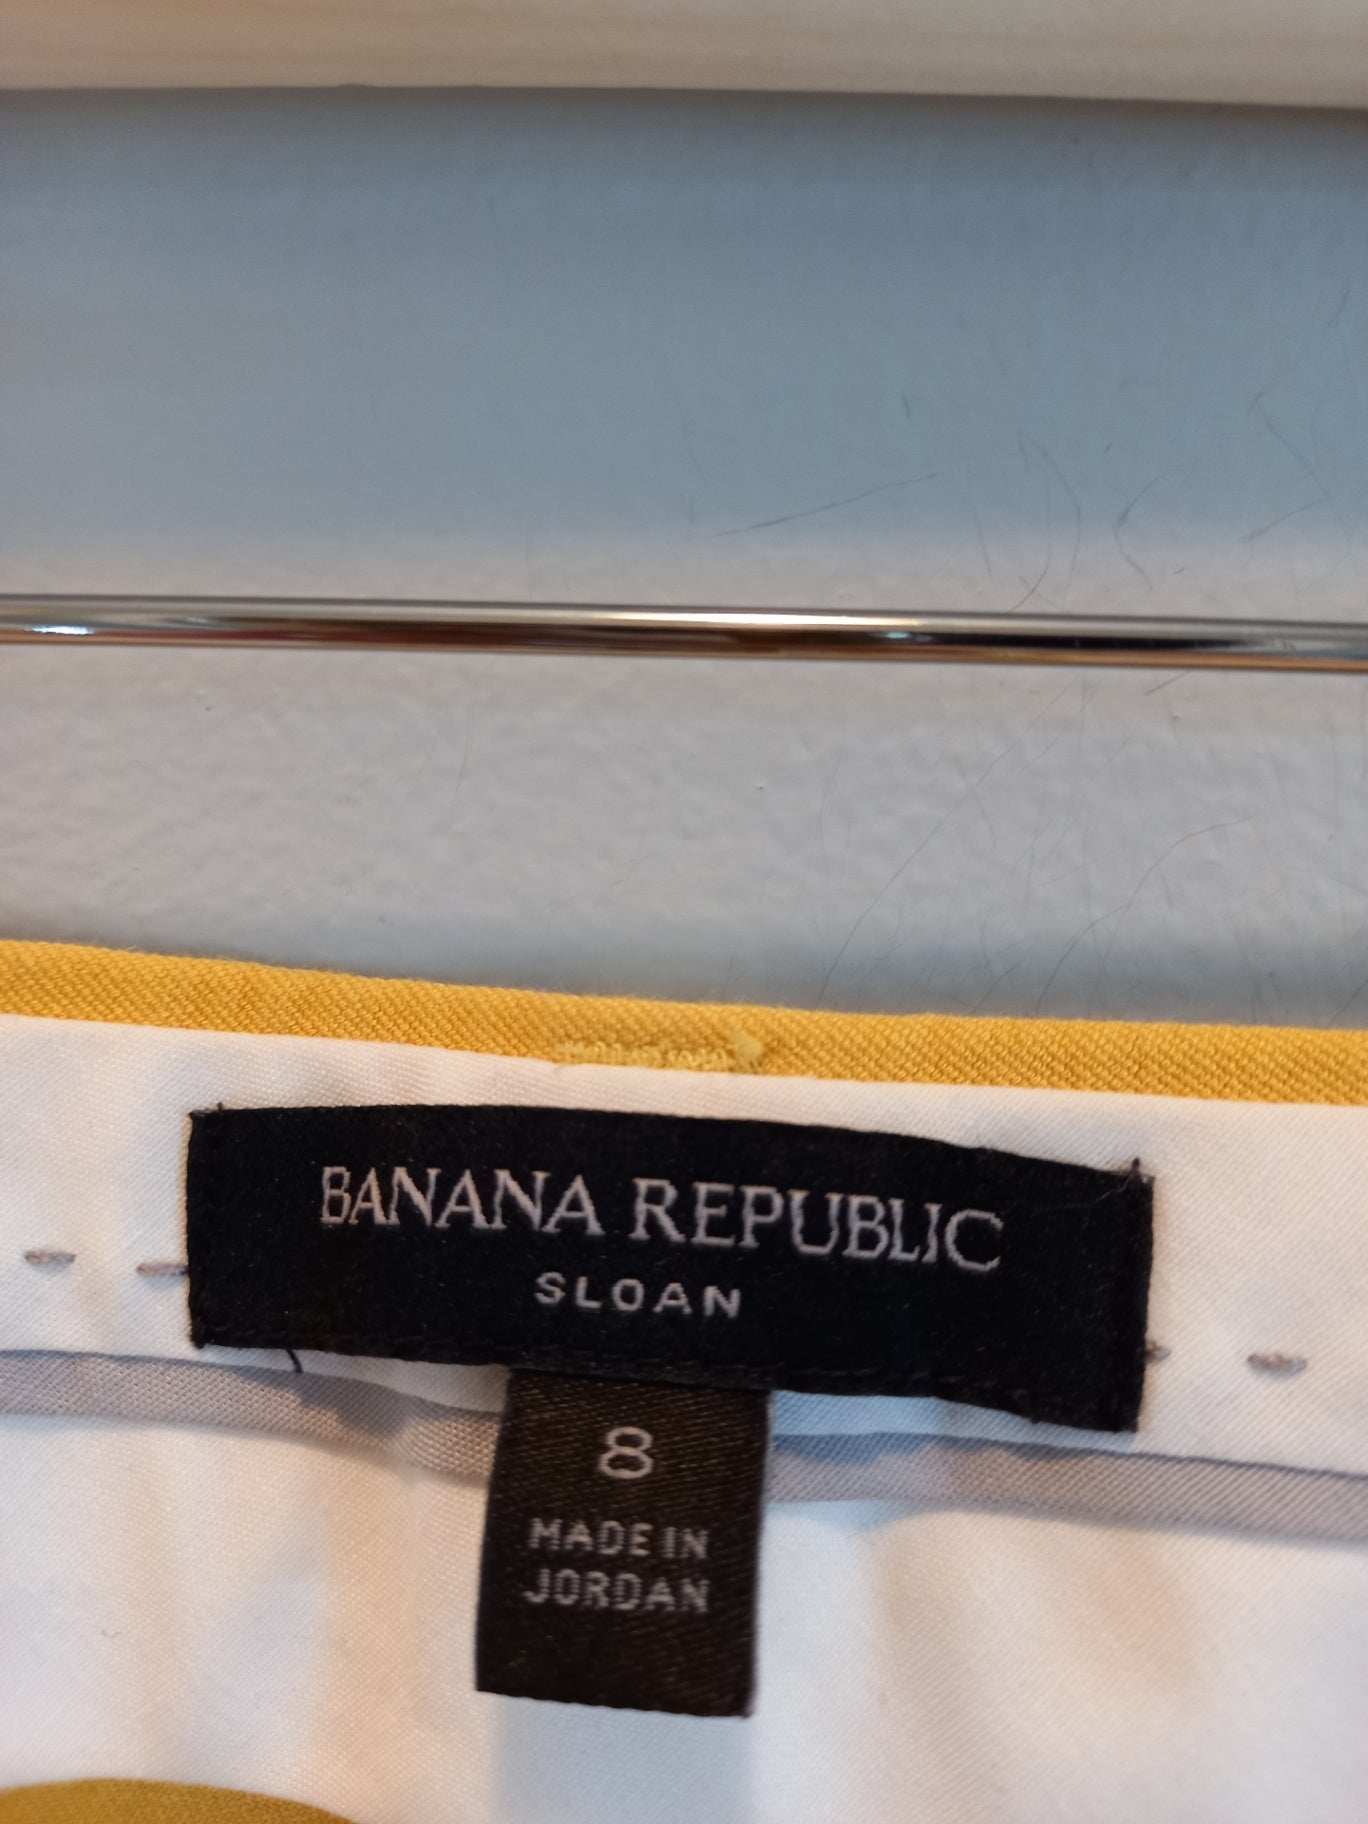 BANANA REPUBLIC
SLOAN
8
MADE IN
JORDAN